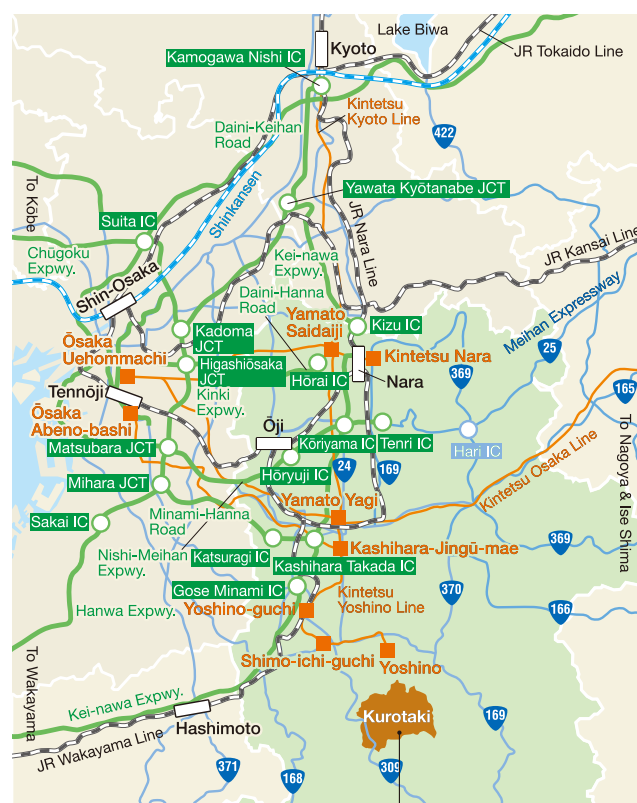 Lake Biwa
Kyoto
JR Tokaido Line
Kamogawa Nishi IC
Kintetsu
Kyoto Line
Daini-Keihan
Road
422
To Kōbe
Shinkansen
Yawata Kyōtanabe JCT
JR Nara Line
Suita IC
Chūgoku
Expwy.
Kei-nawa
Expwy.
JR Kansai Line
Shin-Osaka
Daini-Hanna
Road
Meihan Expressway
Yamato
Saidaiji
Kizu IC
Kadoma
JCT
Ōsaka
Uehommachi
Higashiōsaka
JCT
Hōrai IC
Kintetsu Nara
Nara
25
369
165
Tennōji
Kinki
Expwy.
Ōsaka
Abeno-bashi
Ōji
Kōriyama IC
Tenri IC
Hari IC
To Nagoya & Ise Shima
Matsubara JCT
Hōryuji IC
24
169
Kintetsu Osaka Line
Mihara JCT
Minami-Hanna
Road
Yamato Yagi
Sakai IC
Nishi-Meihan
Expwy.
Katsuragi IC
Kashihara-Jingū-mae
369
Kashihara Takada IC
Hanwa Expwy.
Gose Minami IC
Kintetsu
Yoshino Line
370
166
Yoshino-guchi
To Wakayama
Shimo-ichi-guchi
Yoshino
Kei-nawa Expwy.
Kurotaki
169
Hashimoto
JR Wakayama Line
371
168
309